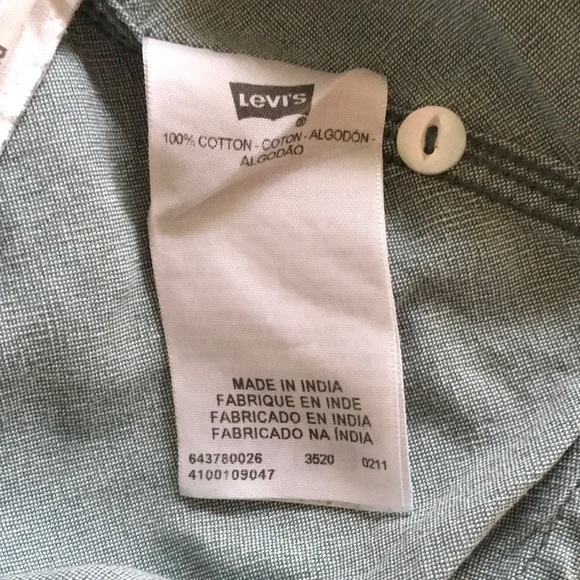 Levi's
®
100% COTTON - COTON - ALGODÓN -
ALGODÃO
MADE IN INDIA
FABRIQUE EN INDE
FABRICADO EN INDIA
FABRICADO NA ÍNDIA
643780026 3520 0211
4100109047